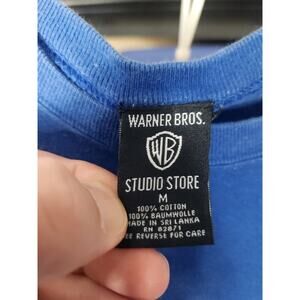 WARNER BROS.
WB
STUDIO STORE
M
100% COTTON
100% BAUMWOLLE
MADE IN SRI LANKA
RN 82871
SEE REVERSE FOR CARE